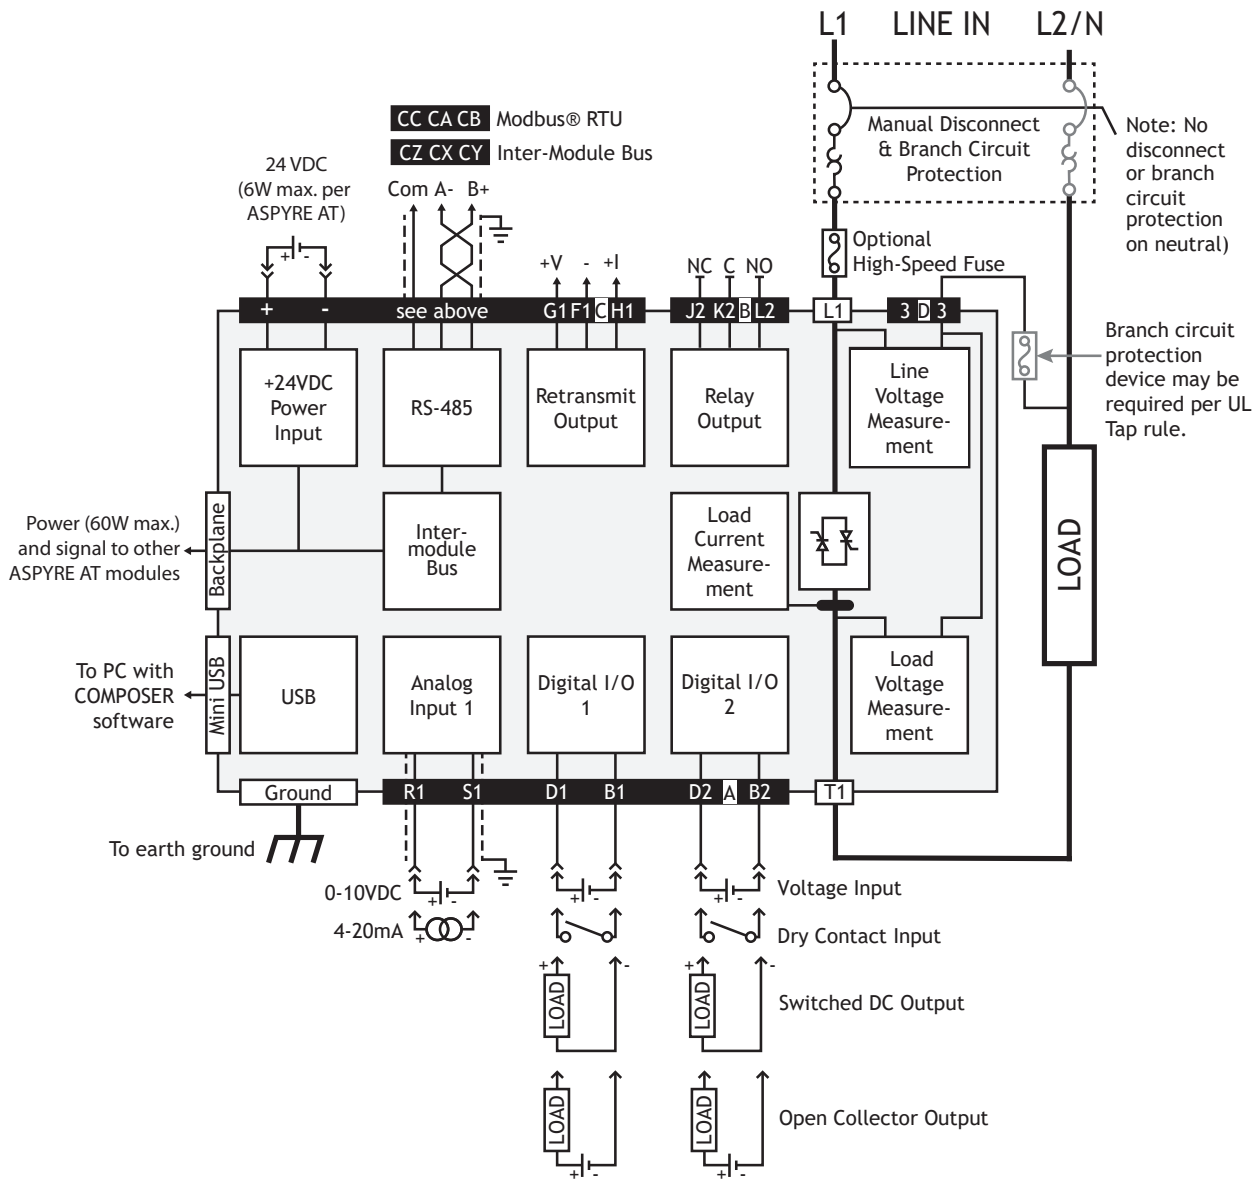 L1 LINE IN L2/N
CC CA CB Modbus® RTU
CZ CX CY Inter-Module Bus
Manual Disconnect
& Branch Circuit
Protection
Note: No
disconnect
or branch
circuit
protection
on neutral)
24 VDC
(6W max. per
ASPYRE AT)
+ -
Com A- B+
Optional
High-Speed Fuse
+V - +I
NC C NO
+ - see above G1 F1 C H1 J2 K2 B L2 L1 3 D 3
Branch circuit
protection
device may be
required per UL
Tap rule.
+24VDC
Power
Input
RS-485
Retransmit
Output
Relay
Output
Line
Voltage
Measure-
ment
Power (60W max.)
and signal to other
ASPYRE AT modules
Backplane
Inter-
module
Bus
Load
Current
Measure-
ment
LOAD
To PC with
COMPOSER
software
Mini USB
USB
Analog
Input 1
Digital I/O
1
Digital I/O
2
Load
Voltage
Measure-
ment
Ground R1 S1 D1 B1 D2 A B2 T1
To earth ground
0-10VDC + - + - + - Voltage Input
4-20mA + - Dry Contact Input
+ - + -
LOAD LOAD Switched DC Output
LOAD LOAD Open Collector Output
+ - + -